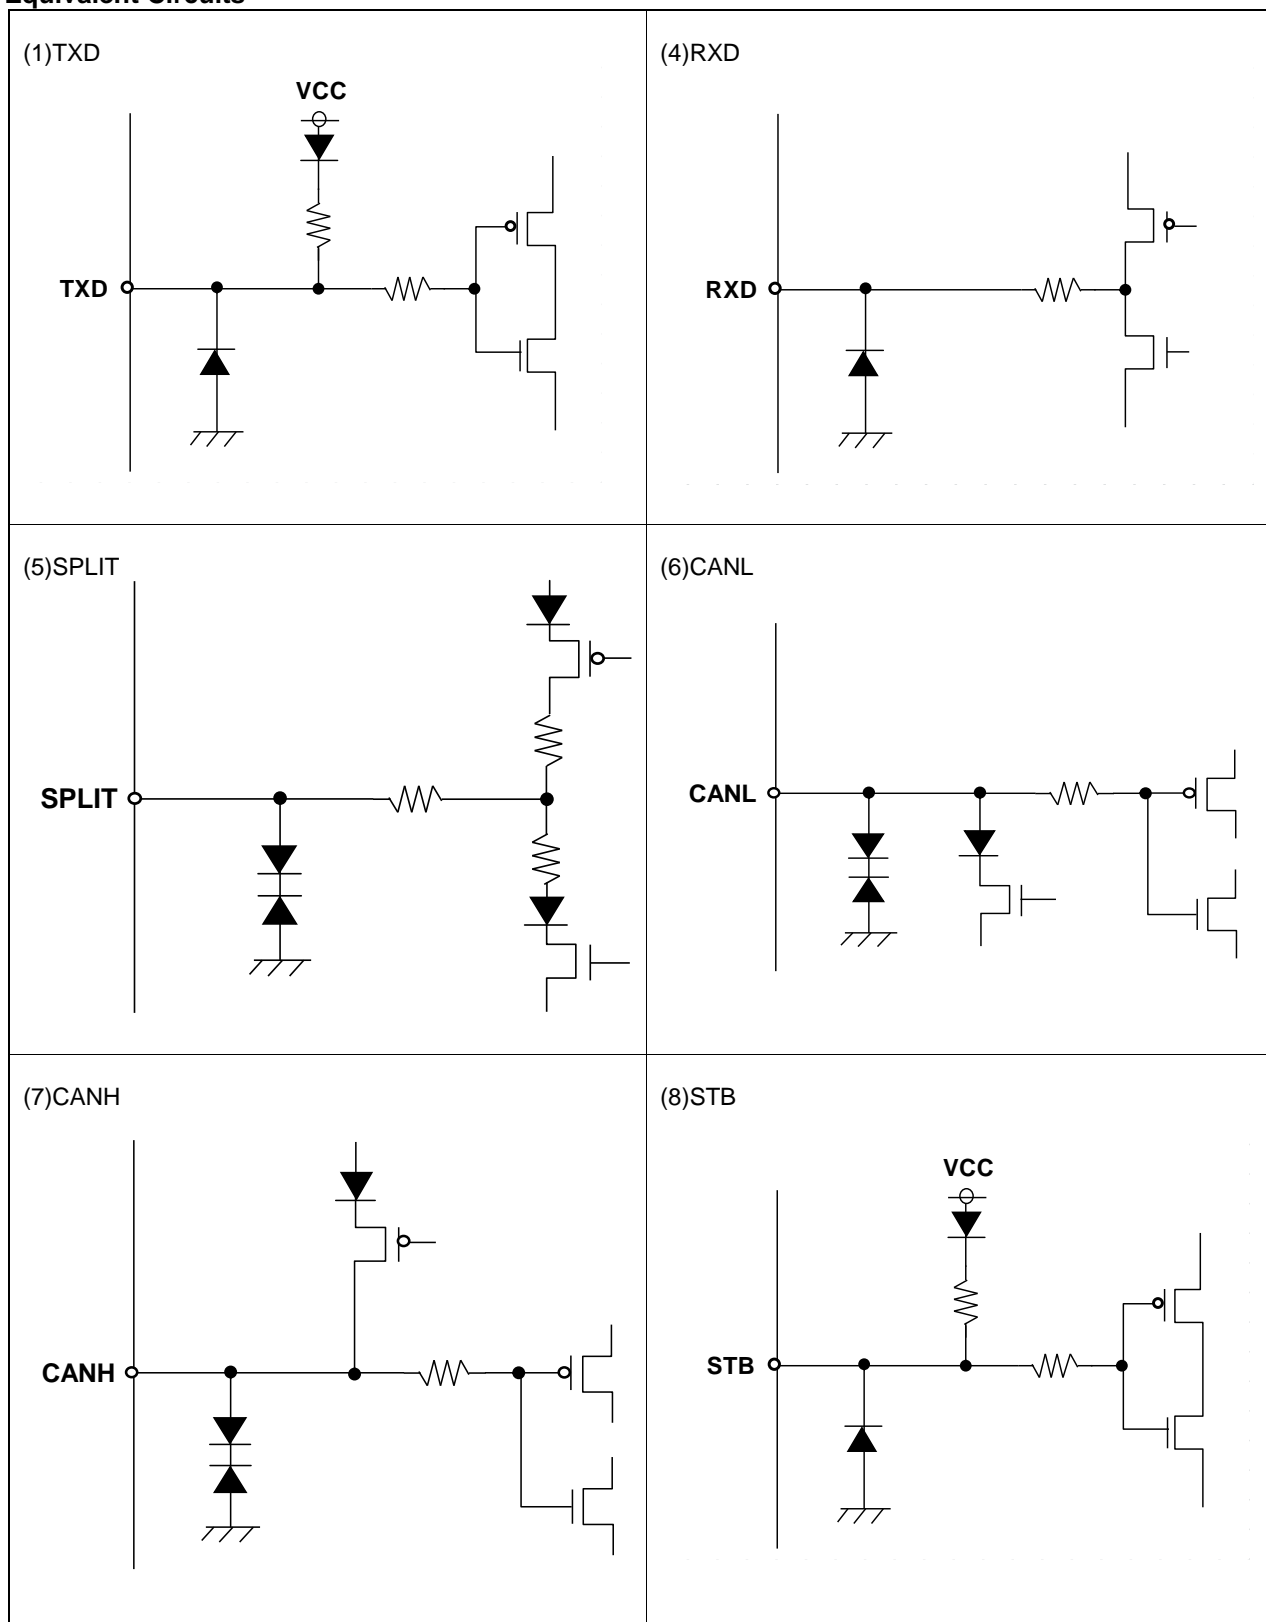 Equivalent Circuits
(1)TXD
VCC
TXD
(4)RXD
RXD
(5)SPLIT
SPLIT
(6)CANL
CANL
(7)CANH
CANH
(8)STB
VCC
STB